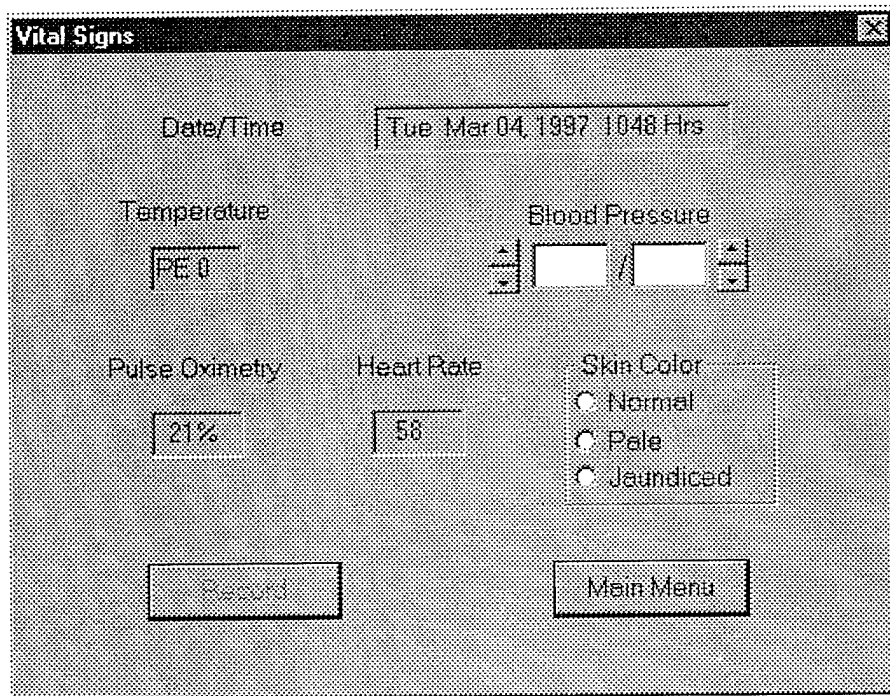 Vital Signs
Date/Time
Tue Mar 04, 1997 1048 Hrs
Temperature
Blood Pressure
PE 0
/
Pulse Oximetry
Heart Rate
Skin Color
21%
58
Normal
Pale
Jaundiced
Record
Main Menu